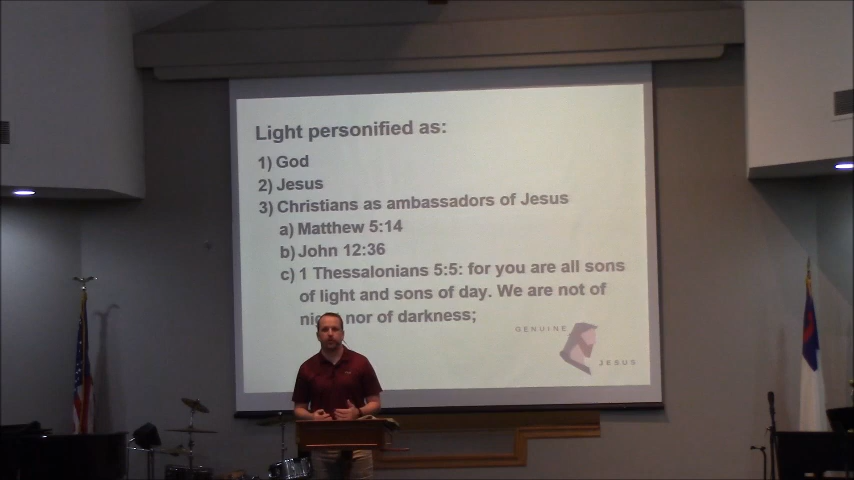 Light personified as:
1) God
2) Jesus
3) Christians as ambassadors of Jesus
a) Matthew 5:14
b) John 12:36
c) 1 Thessalonians 5:5: for you are all sons
of light and sons of day. We are not of
nor of darkness;
GENUINE
JESUS